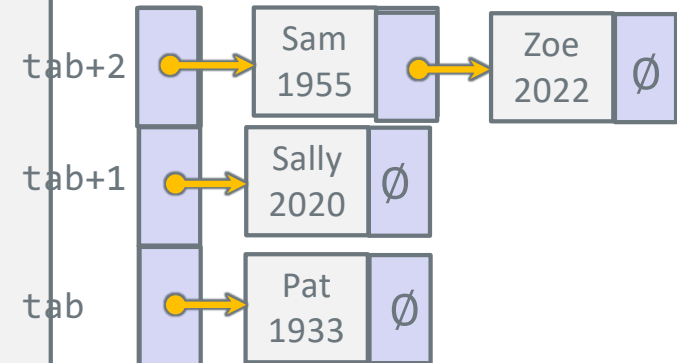 tab+2
Sam
1955
Zoe
2022
Ø
tab+1
Sally
2020
Ø
tab
Pat
1933
Ø